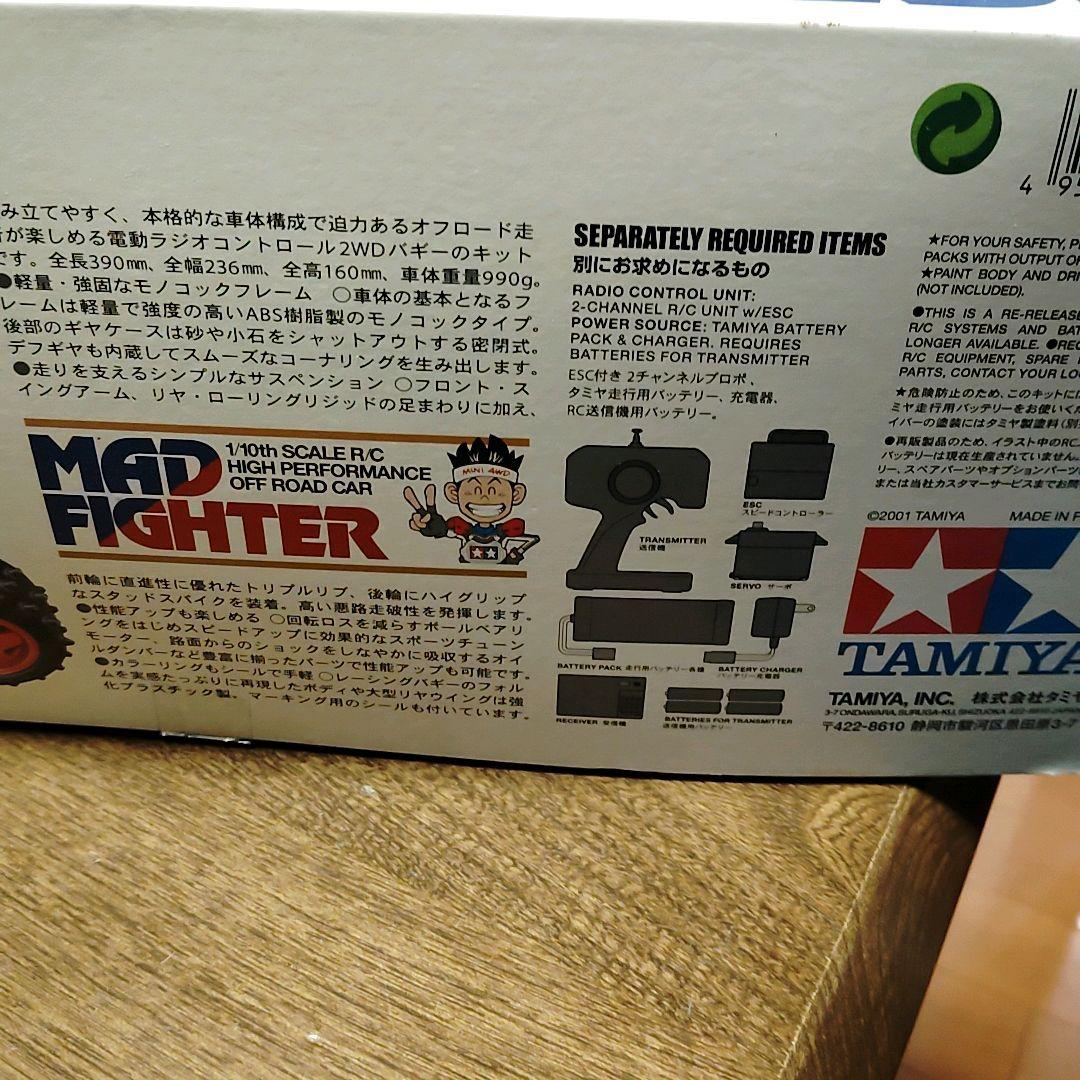 み立てやすく、本格的な車体構成で迫力あるオフロード走
が楽しめる電動ラジオコントロール2WDバギーのキット
です。全長390mm、全幅236mm、全高160mm、車体重量990g。
●軽量・強固なモノコックフレーム ○車体の基本となるフ
レームは軽量で強度の高いABS樹脂製のモノコックタイプ。
後部のギヤケースは砂や小石をシャットアウトする密閉式。
デフギヤも内蔵してスムーズなコーナリングを生み出します。
●走りを支えるシンプルなサスペンション ○フロント・ス
イングアーム、リヤ・ローリングリジッドの足まわりに加え、
MAD
FIGHTER
1/10th SCALE R/C
HIGH PERFORMANCE
OFF ROAD CAR
MINI 4WD
前輪に直進性に優れたトリプルリブ、後輪にハイグリップ
なスタッドスパイクを装着。高い悪路走破性を発揮します。
●性能アップも楽しめる ○回転ロスを減らすボールベアリ
ングをはじめスピードアップに効果的なスポーツチューン
モーター、路面からのショックをしなやかに吸収するオイ
ルダンパーなど豊富に揃ったパーツで性能アップも可能です。
●カラーリングもシールで手軽 ○レーシングバギーのフォル
ムを実感たっぷりに再現したボディや大型リヤウイングは強
化プラスチック製。マーキング用のシールも付いています。
SEPARATELY REQUIRED ITEMS
別にお求めになるもの
RADIO CONTROL UNIT:
2-CHANNEL R/C UNIT w/ESC
POWER SOURCE: TAMIYA BATTERY
PACK & CHARGER. REQUIRES
BATTERIES FOR TRANSMITTER
ESC付き 2チャンネルプロポ、
タミヤ走行用バッテリー、充電器、
RC送信機用バッテリー。
ESC
スピードコントローラー
TRANSMITTER
送信機
SERVO サーボ
BATTERY PACK 走行用バッテリー各種
BATTERY CHARGER
バッテリー充電器
RECEIVER 受信機
BATTERIES FOR TRANSMITTER
送信機用バッテリー
4 95
★FOR YOUR SAFETY, P
PACKS WITH OUTPUT OF
★PAINT BODY AND DRI
(NOT INCLUDED).
●THIS IS A RE-RELEAS
R/C SYSTEMS AND BAT
LONGER AVAILABLE. ●REQ
R/C EQUIPMENT, SPARE
PARTS, CONTACT YOUR LO
★危険防止のため、このキットに
ミヤ走行用バッテリーをお使いく
イバーの塗装にはタミヤ製塗料(別
●再販製品のため、イラスト中のRC
バッテリーは現在生産されていません。
リー、スペアパーツやオプションパーツ
または当社カスタマーサービスまでお問
©2001 TAMIYA MADE IN
TAMIYA
TAMIYA, INC. 株式会社タミヤ
3-7 ONDAWARA, SURUGA-KU, SHIZUOKA 422-8610 JAPAN
〒422-8610 静岡市駿河区恩田原3-7